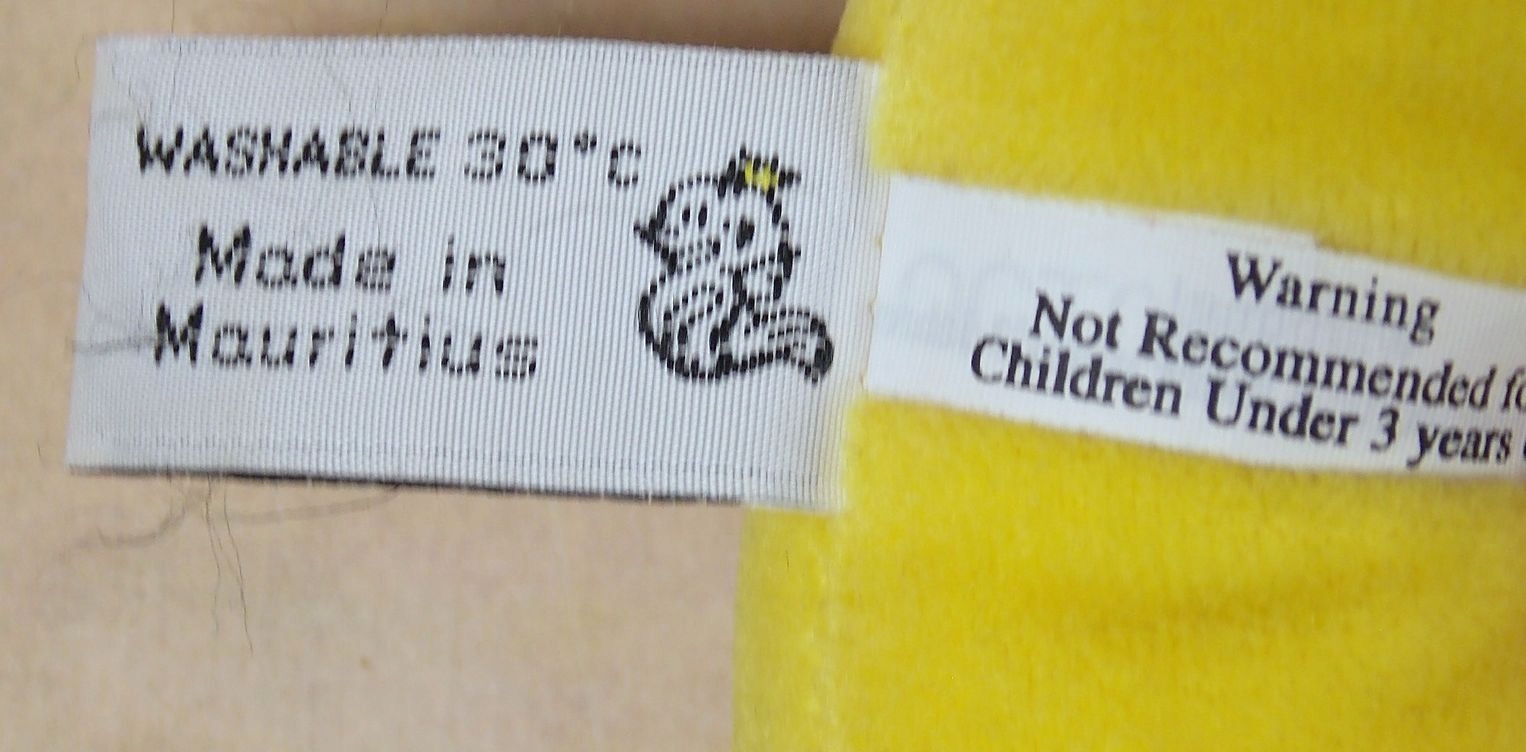 WASHABLE 30°C
Made in
Mauritius
Warning
Not Recommended
Children Under 3 years